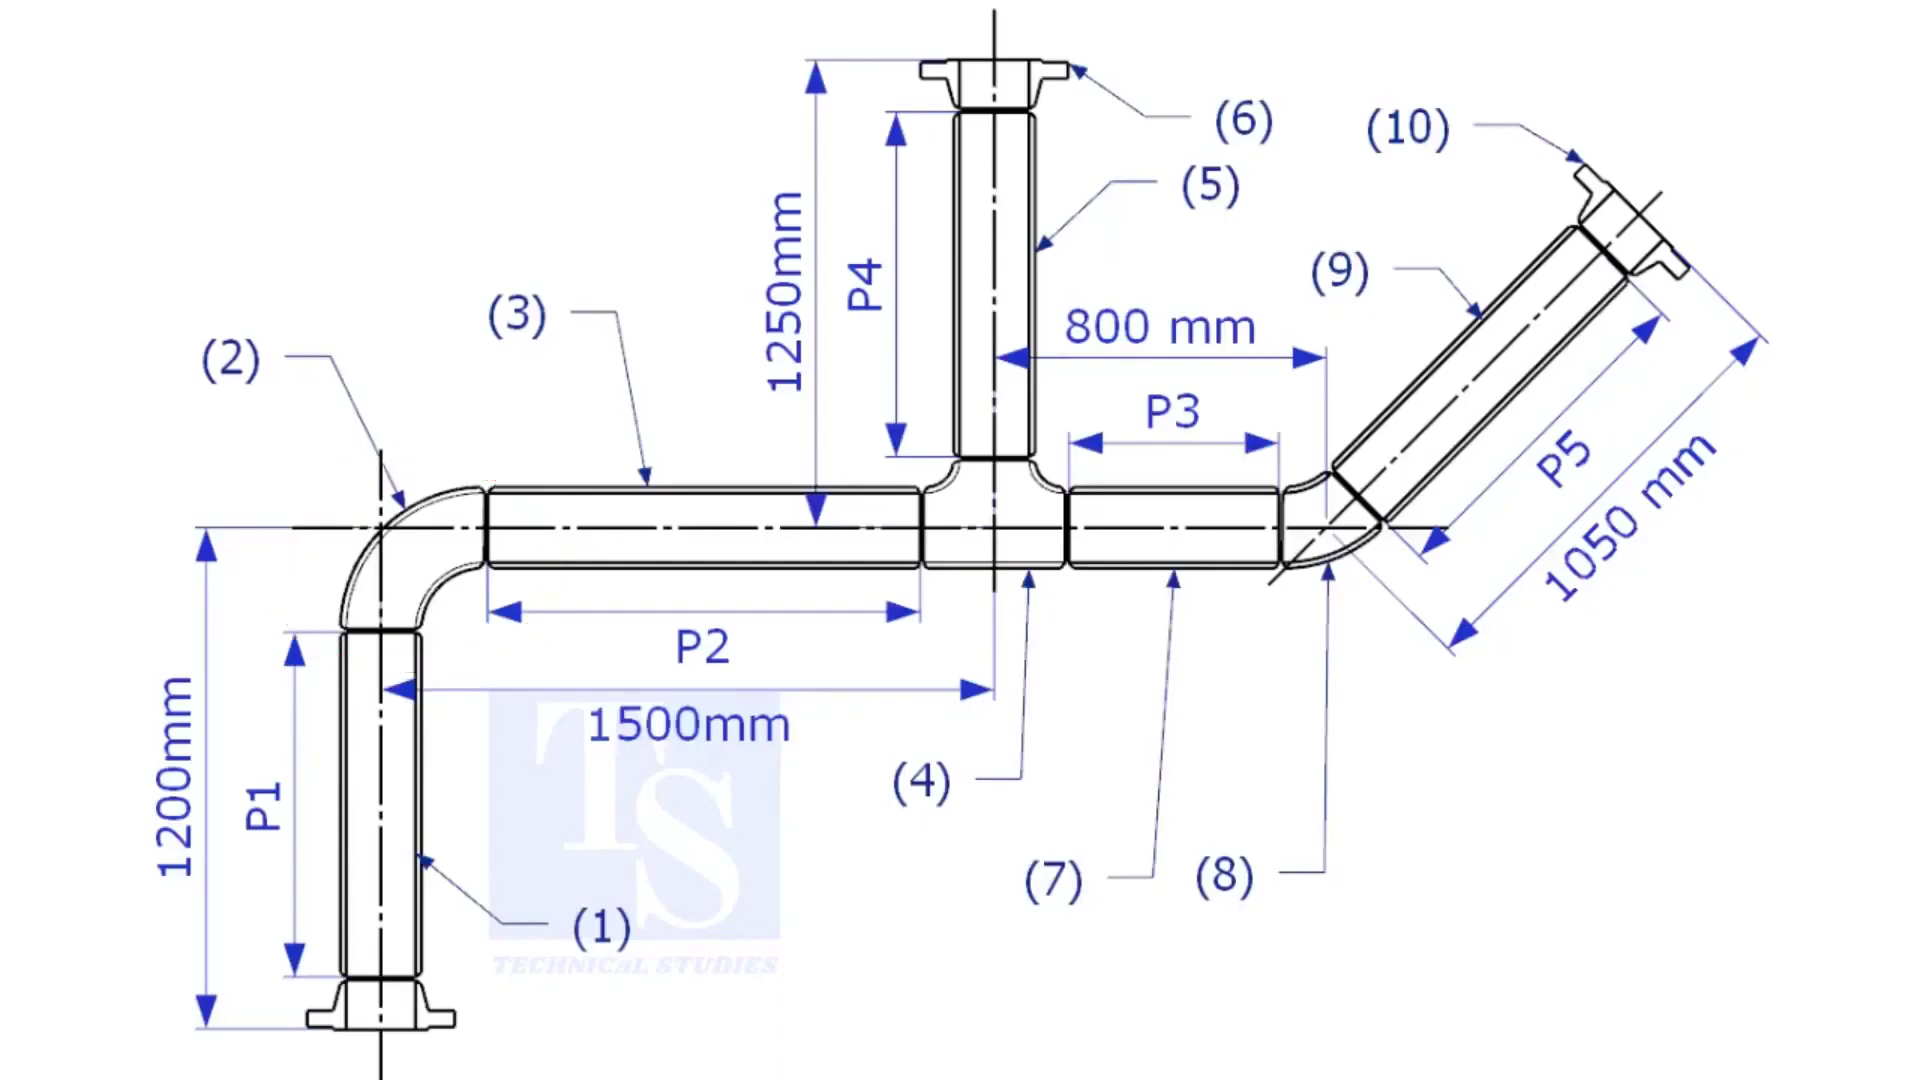 (6)
(10)
(5)
1250mm
P4
(9)
(3)
800 mm
(2)
P3
P5
1050 mm
P2
1500mm
1200mm
P1
(4)
(7)
(8)
(1)
TS
TECHNICAL STUDIES